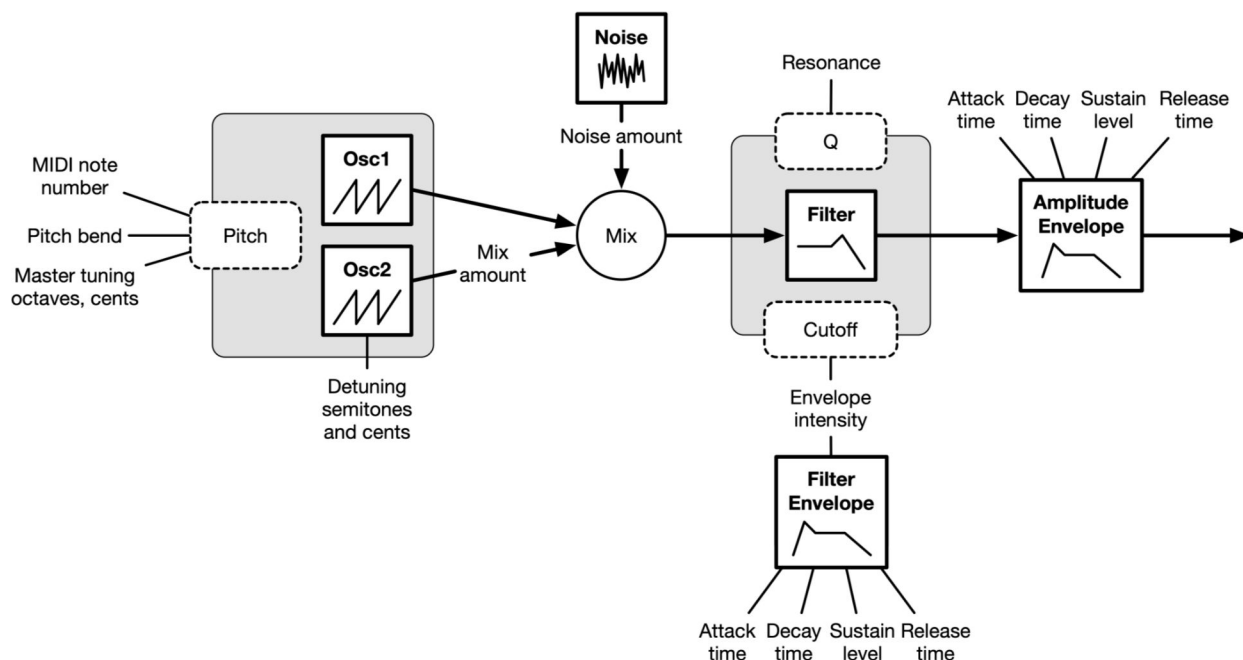 Noise
Noise amount
Resonance
Q
Attack
time
Decay
time
Sustain
level
Release
time
MIDI note
number
Pitch bend
Master tuning
octaves, cents
Pitch
Osc1
Osc2
Mix
amount
Mix
Filter
Amplitude
Envelope
Cutoff
Detuning
semitones
and cents
Envelope
intensity
Filter
Envelope
Attack
time
Decay
time
Sustain
level
Release
time